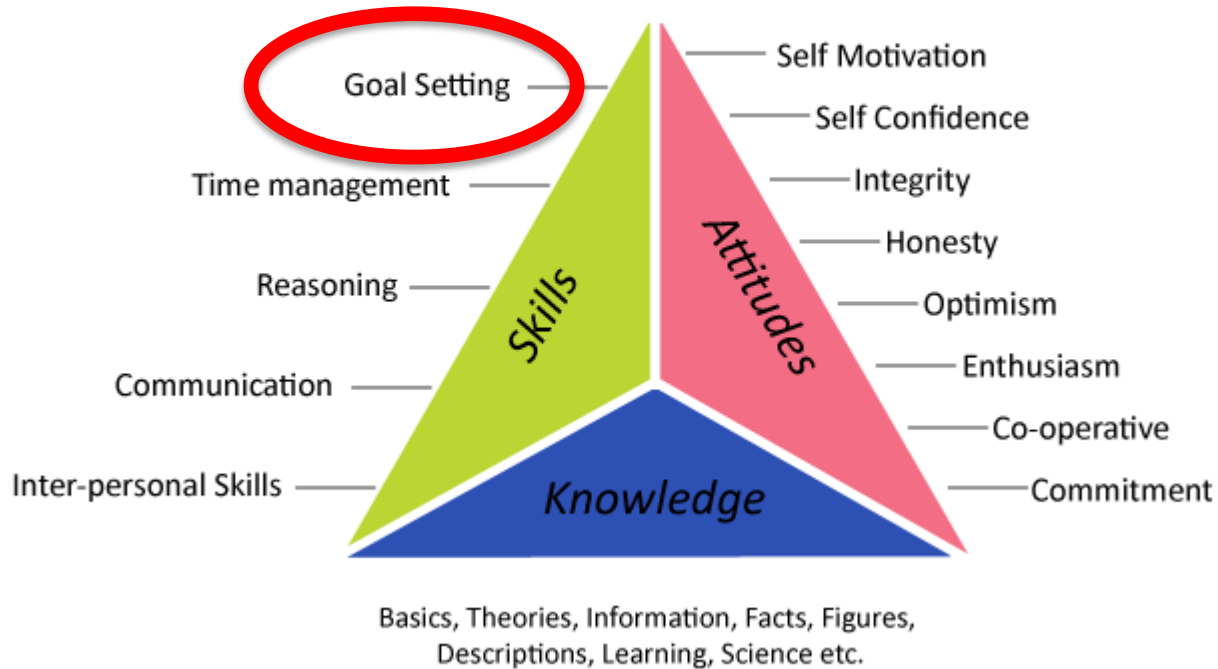 Goal Setting
Time management
Reasoning
Communication
Inter-personal Skills
Skills
Attitudes
Knowledge
Self Motivation
Self Confidence
Integrity
Honesty
Optimism
Enthusiasm
Co-operative
Commitment
Basics, Theories, Information, Facts, Figures,
Descriptions, Learning, Science etc.